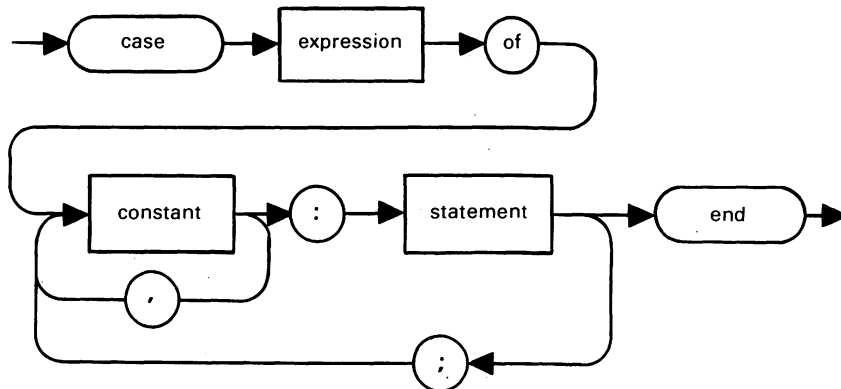 case expression of
constant : statement end
,
;